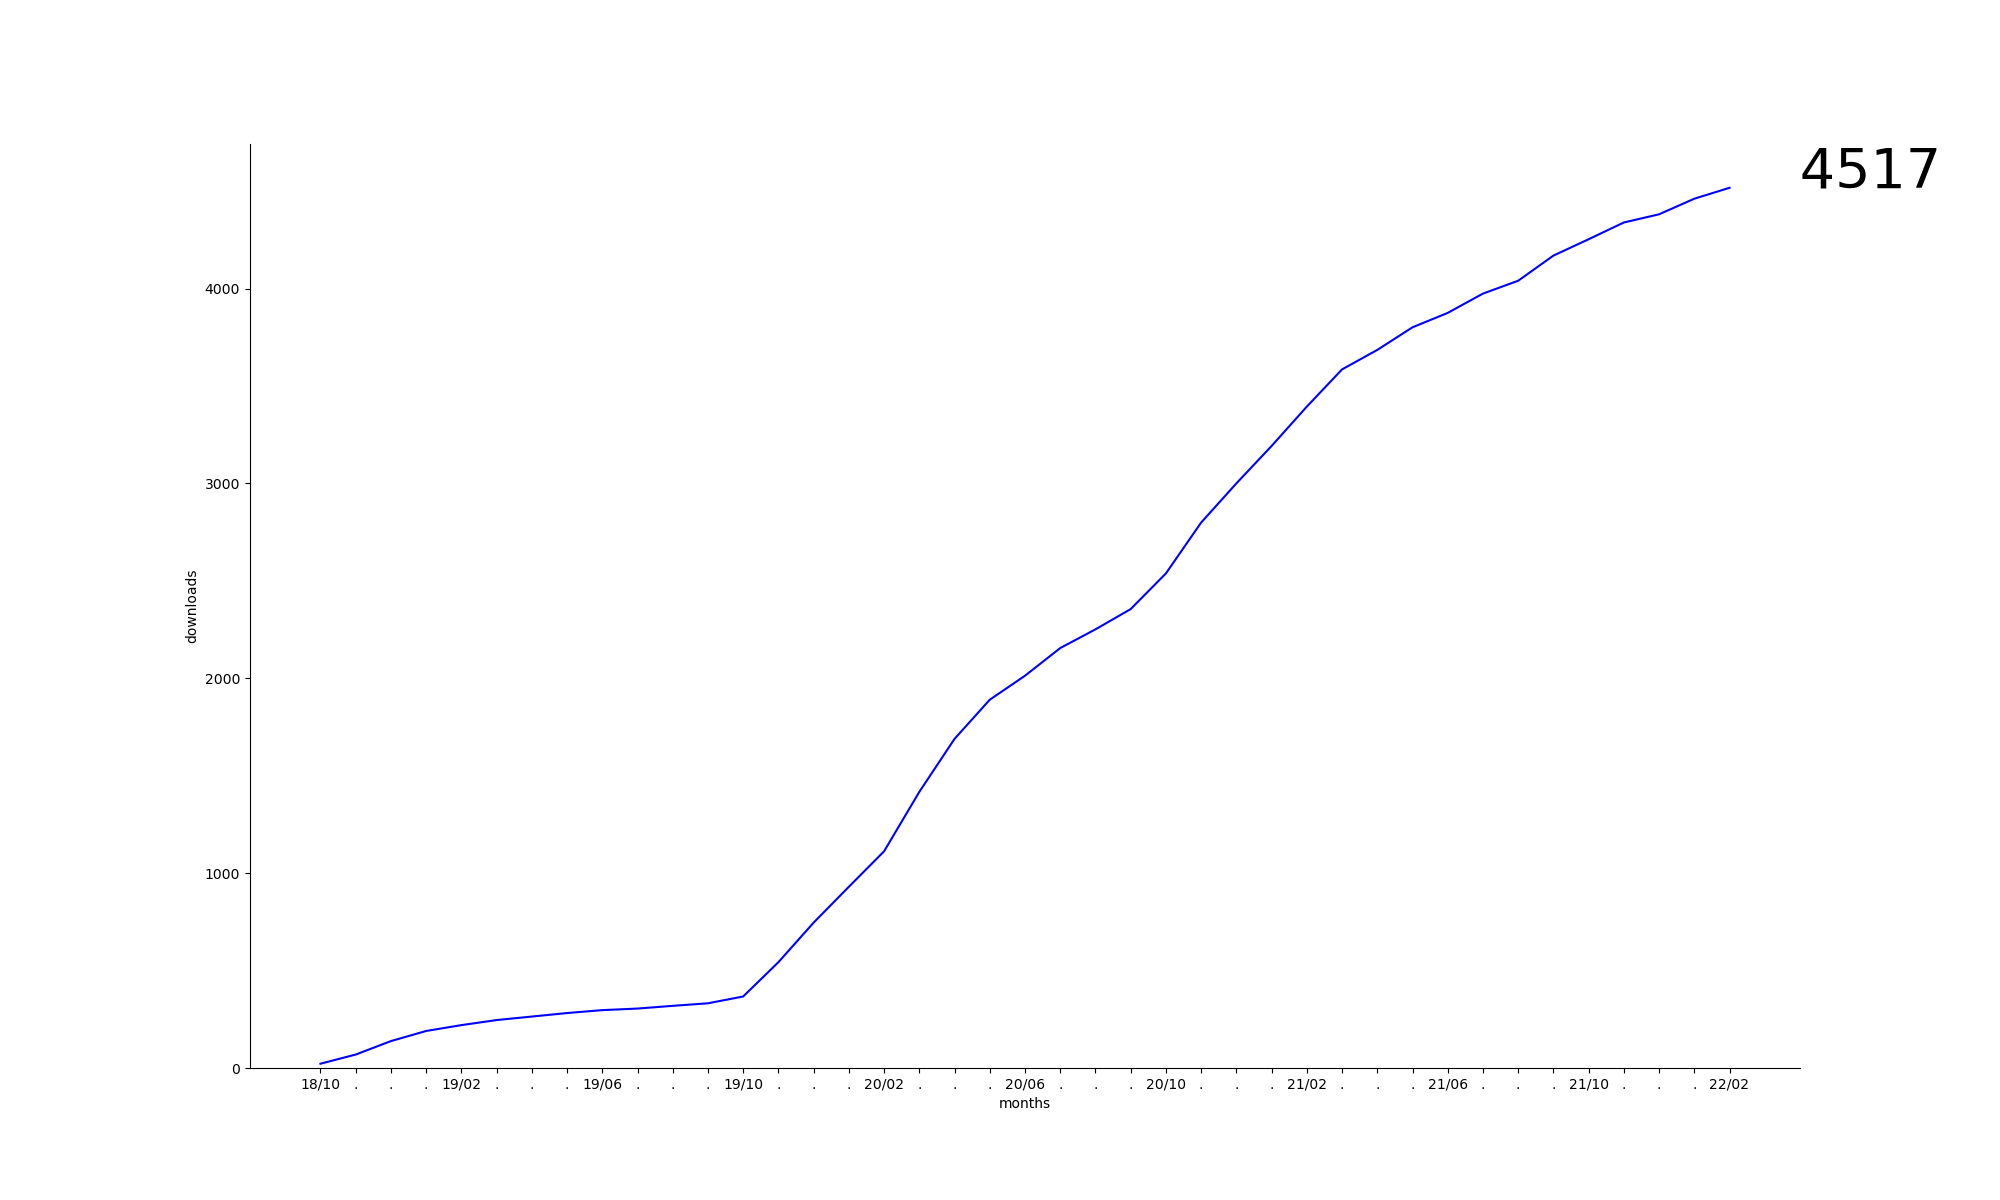 4517
4000
3000
2000
1000
0
downloads
18/10 . . . 19/02 . . . 19/06 . . . 19/10 . . . 20/02 . . . 20/06 . . . 20/10 . . . 21/02 . . . 21/06 . . . 21/10 . . . 22/02
months